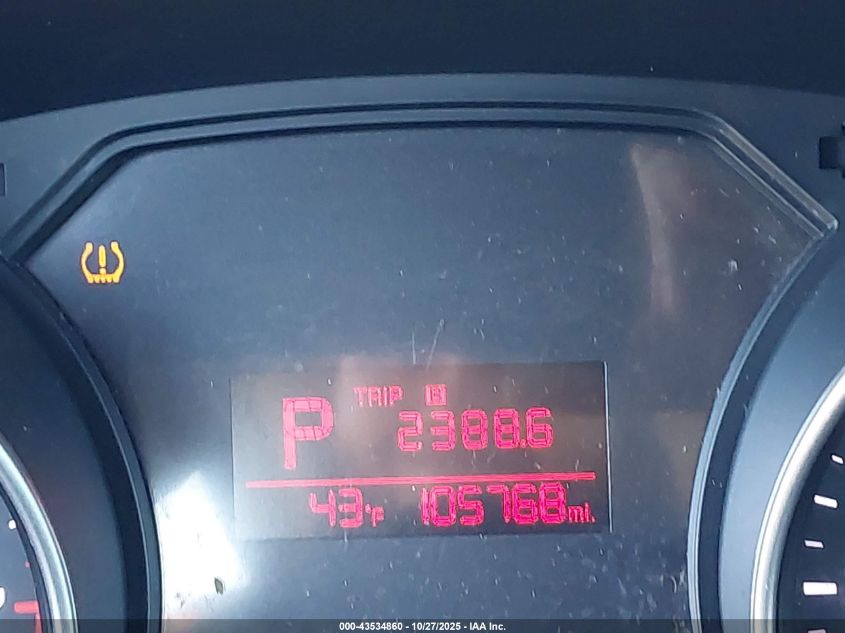 P TRIP B
2388.6
43°F 105768 mi.
000-43534860 - 10/27/2025 - IAA Inc.